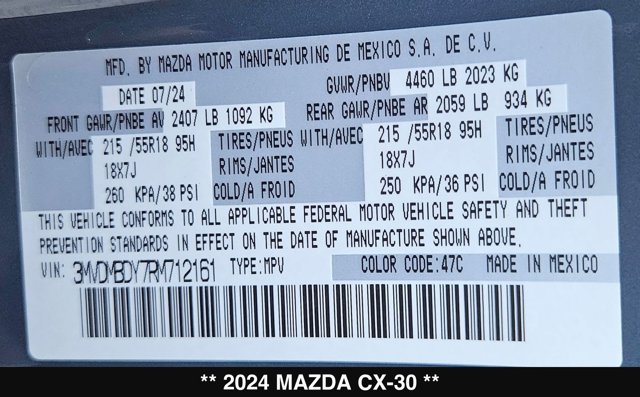 MFD. BY MAZDA MOTOR MANUFACTURING DE MEXICO S.A. DE C.V.
DATE 07/24 GVWR/PNBV 4460 LB 2023 KG
FRONT GAWR/PNBE AV 2407 LB 1092 KG REAR GAWR/PNBE AR 2059 LB 934 KG
WITH/AVEC 215 /55R18 95H TIRES/PNEUS WITH/AVEC 215 /55R18 95H TIRES/PNEUS
18X7J RIMS/JANTES 18X7J RIMS/JANTES
260 KPA/38 PSI COLD/A FROID 250 KPA/36 PSI COLD/A FROID
THIS VEHICLE CONFORMS TO ALL APPLICABLE FEDERAL MOTOR VEHICLE SAFETY AND THEFT
PREVENTION STANDARDS IN EFFECT ON THE DATE OF MANUFACTURE SHOWN ABOVE.
VIN: 3MVDMBDY7RM712161 TYPE:MPV COLOR CODE:47C MADE IN MEXICO
** 2024 MAZDA CX-30 **